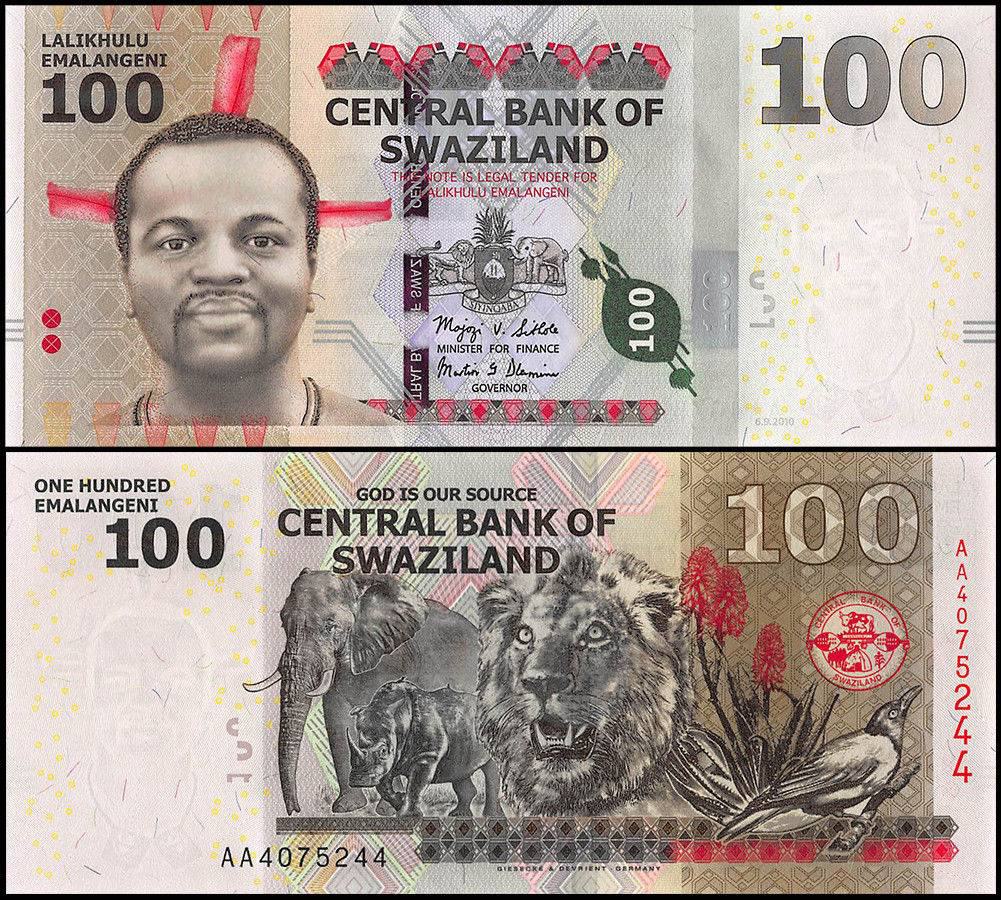 LALIKHULU
EMALANGENI
100
CENTRAL BANK OF
SWAZILAND
THIS NOTE IS LEGAL TENDER FOR
LALIKHULU EMALANGENI
SIYINQABA
Majozi V. Sithole
MINISTER FOR FINANCE
Martin G Dlamini
GOVERNOR
100
100
100
6.9.2010
ONE HUNDRED
EMALANGENI
100
GOD IS OUR SOURCE
CENTRAL BANK OF
SWAZILAND
100
CENTRAL BANK OF
SWAZILAND
AA4075244
AA4075244
GIESECKE & DEVRIENT - GERMANY